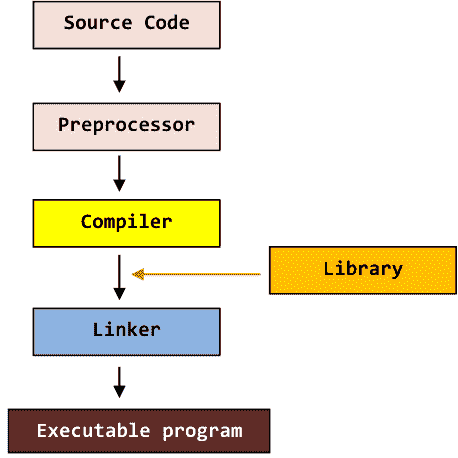 Source Code
Preprocessor
Compiler
Library
Linker
Executable program